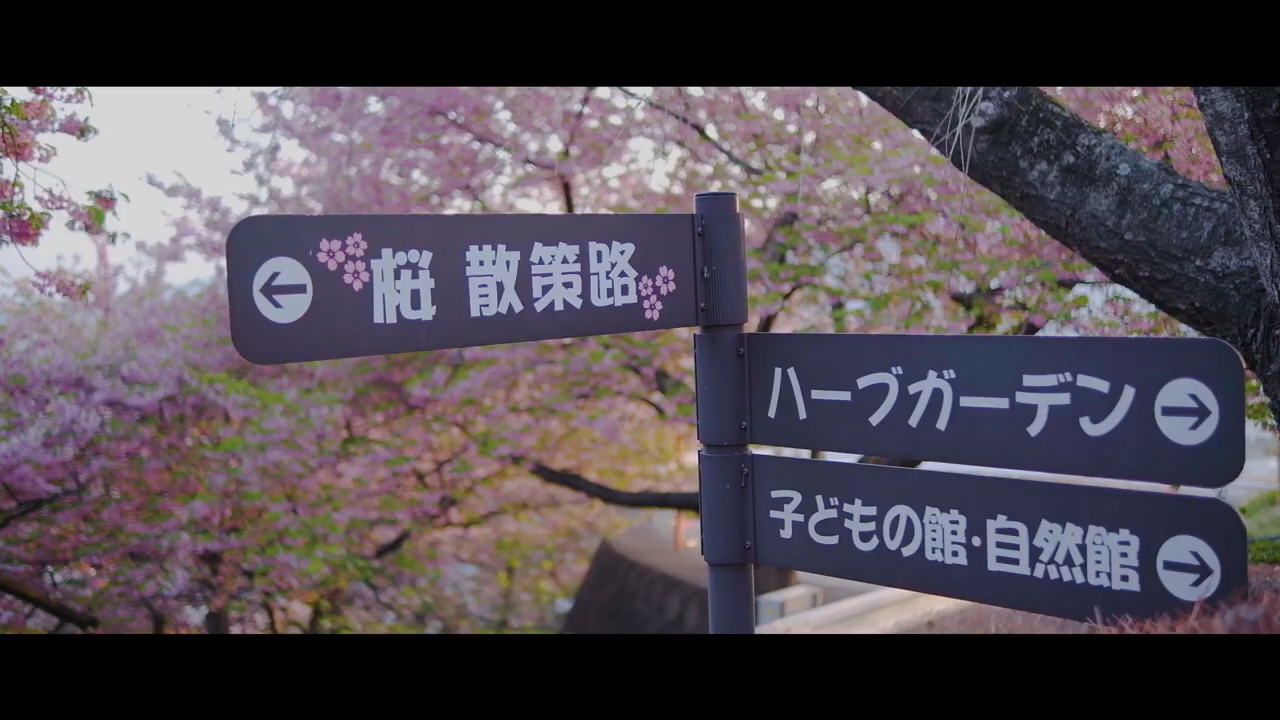 桜 散策路
ハーブガーデン
子どもの館・自然館